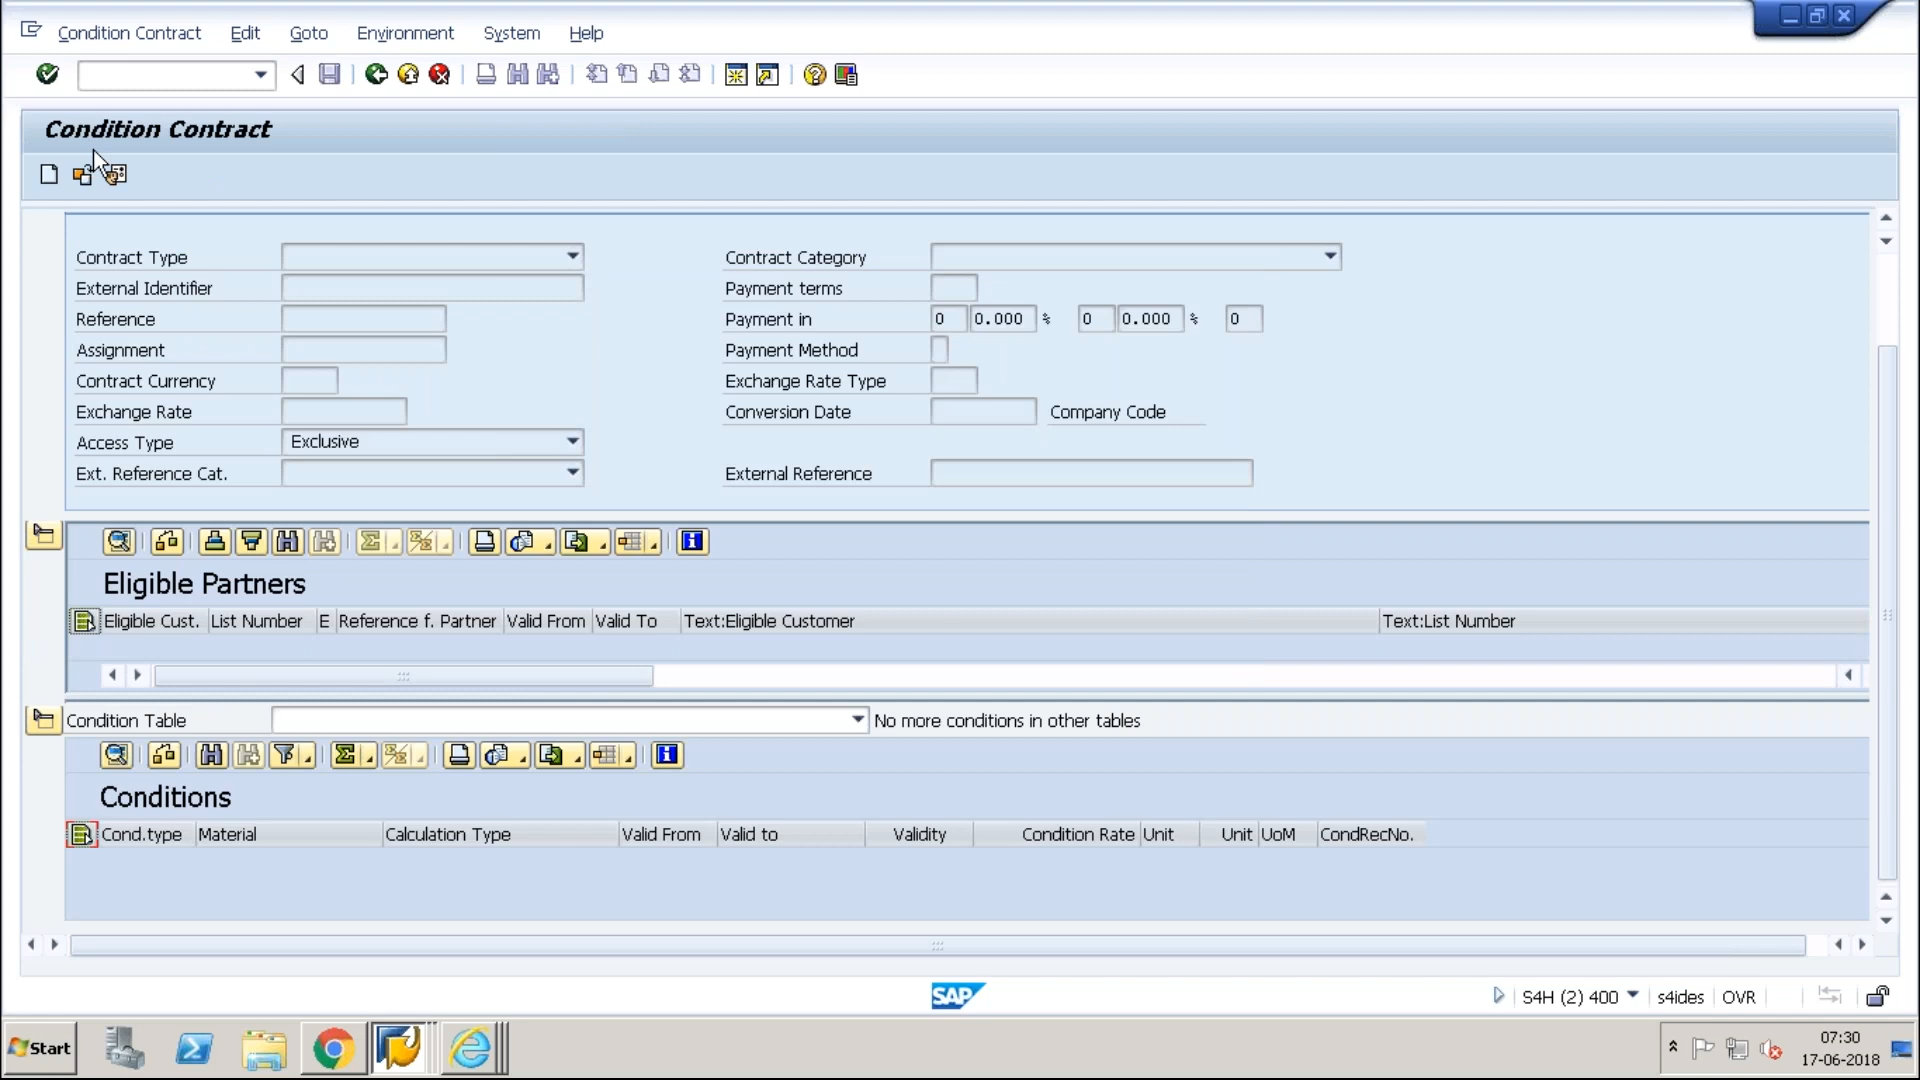 Condition Contract Edit Goto Environment System Help
Condition Contract
Contract Type Contract Category
External Identifier Payment terms
Reference Payment in 0 0.000 % 0 0.000 % 0
Assignment Payment Method
Contract Currency Exchange Rate Type
Exchange Rate Conversion Date Company Code
Access Type Exclusive
Ext. Reference Cat. External Reference
Eligible Partners
Eligible Cust. List Number E Reference f. Partner Valid From Valid To Text:Eligible Customer Text:List Number
Condition Table No more conditions in other tables
Conditions
Cond.type Material Calculation Type Valid From Valid to Validity Condition Rate Unit Unit UoM CondRecNo.
SAP S4H (2) 400 s4ides OVR
Start 07:30
17-06-2018